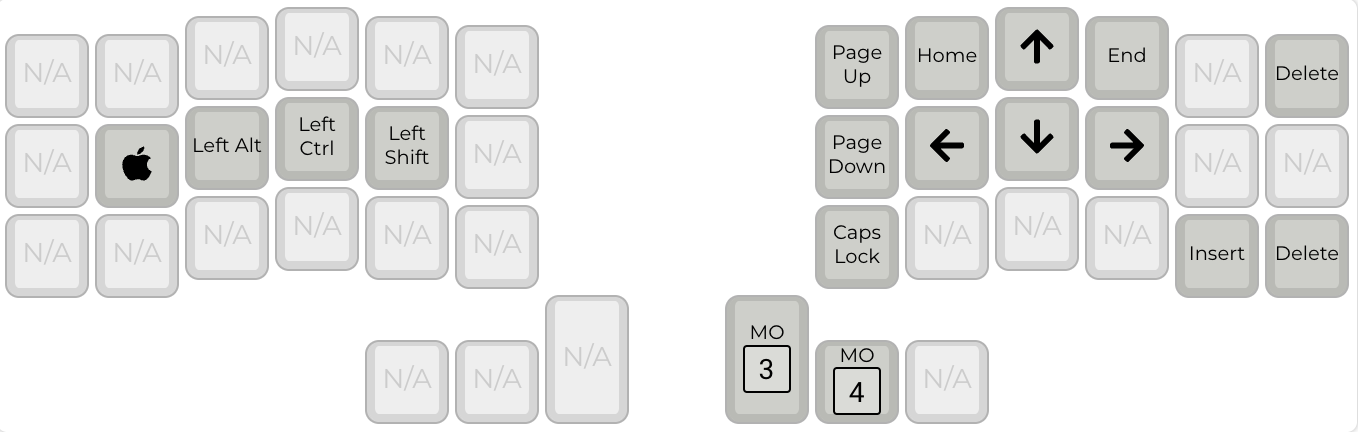 N/A N/A N/A N/A N/A N/A Page Up Home ↑ End N/A Delete
N/A Left Alt Left Ctrl Left Shift N/A Page Down ← ↓ → N/A N/A
N/A N/A N/A N/A N/A N/A Caps Lock N/A N/A N/A Insert Delete
N/A N/A N/A MO 3 MO 4 N/A